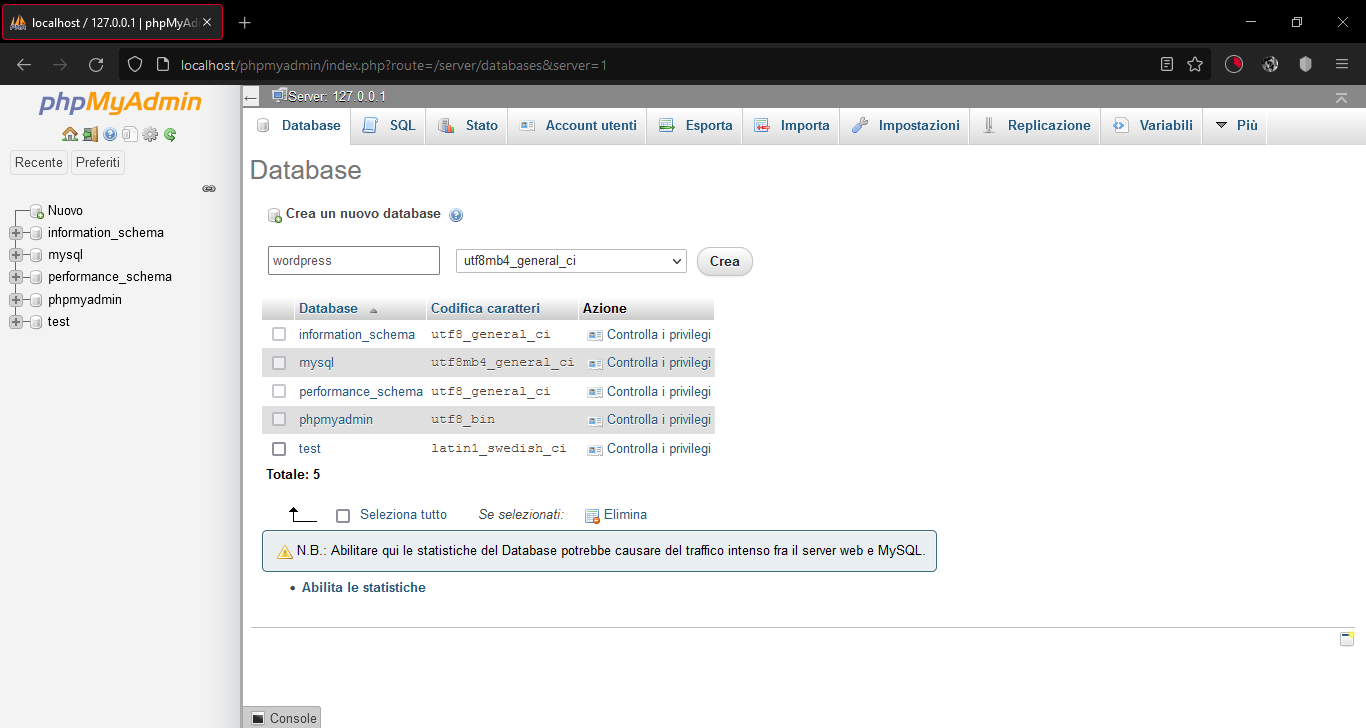 localhost / 127.0.0.1 | phpMyAd
localhost/phpmyadmin/index.php?route=/server/databases&server=1
phpMyAdmin
Recente Preferiti
Nuovo
information_schema
mysql
performance_schema
phpmyadmin
test
Server: 127.0.0.1
Database SQL Stato Account utenti Esporta Importa Impostazioni Replicazione Variabili Più
Database
Crea un nuovo database
wordpress utf8mb4_general_ci Crea
Database Codifica caratteri Azione
information_schema utf8_general_ci Controlla i privilegi
mysql utf8mb4_general_ci Controlla i privilegi
performance_schema utf8_general_ci Controlla i privilegi
phpmyadmin utf8_bin Controlla i privilegi
test latin1_swedish_ci Controlla i privilegi
Totale: 5
Seleziona tutto Se selezionati: Elimina
N.B.: Abilitare qui le statistiche del Database potrebbe causare del traffico intenso fra il server web e MySQL.
• Abilita le statistiche
Console